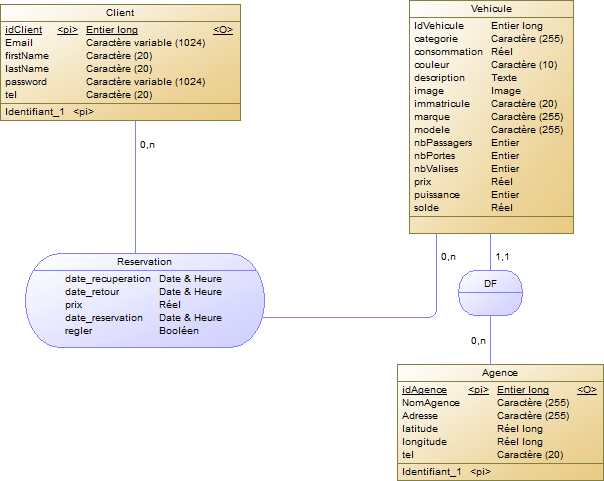 Client
idClient <pi> Entier long <O>
Email Caractère variable (1024)
firstName Caractère (20)
lastName Caractère (20)
password Caractère variable (1024)
tel Caractère (20)
Identifiant_1 <pi>
Vehicule
IdVehicule Entier long
categorie Caractère (255)
consommation Réel
couleur Caractère (10)
description Texte
image Image
immatricule Caractère (20)
marque Caractère (255)
modele Caractère (255)
nbPassagers Entier
nbPortes Entier
nbValises Entier
prix Réel
puissance Entier
solde Réel
0,n
0,n 1,1
Reservation
date_recuperation Date & Heure
date_retour Date & Heure
prix Réel
date_reservation Date & Heure
regler Booléen
DF
0,n
Agence
idAgence <pi> Entier long <O>
NomAgence Caractère (255)
Adresse Caractère (255)
latitude Réel long
longitude Réel long
tel Caractère (20)
Identifiant_1 <pi>